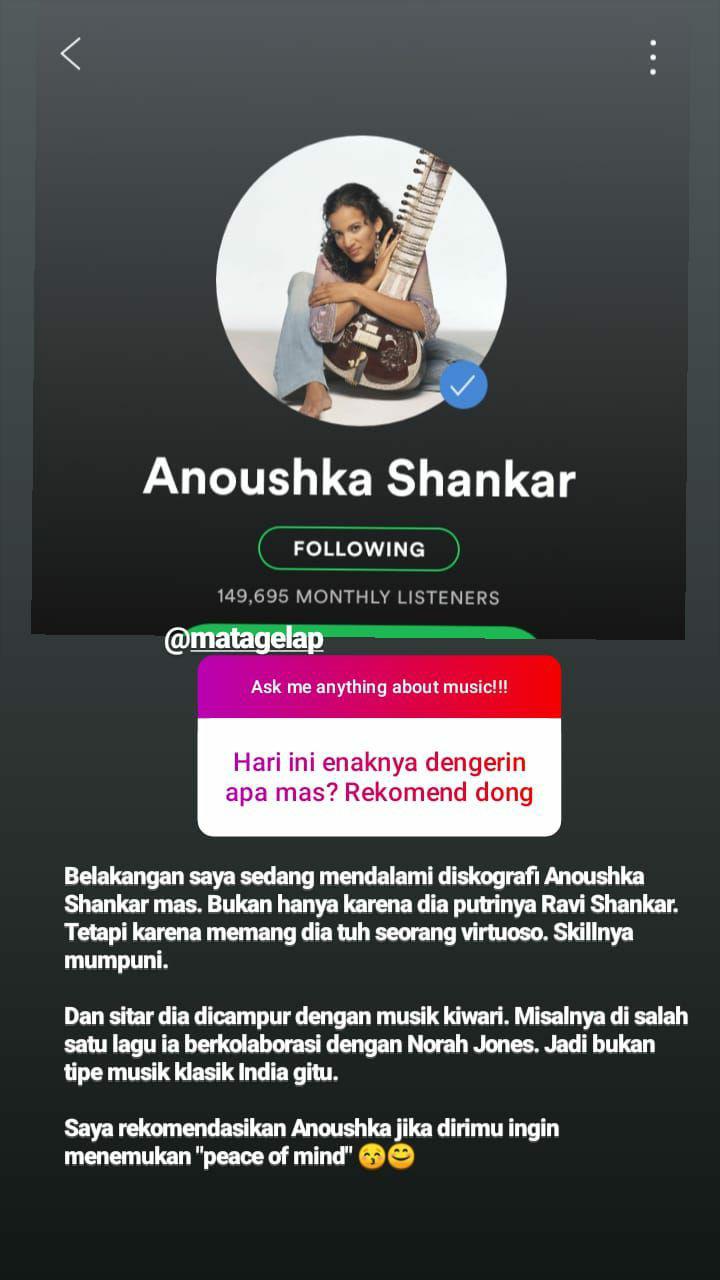 Anoushka Shankar
FOLLOWING
149,695 MONTHLY LISTENERS
@matagelap
Ask me anything about music!!!
Hari ini enaknya dengerin
apa mas? Rekomend dong
Belakangan saya sedang mendalami diskografi Anoushka
Shankar mas. Bukan hanya karena dia putrinya Ravi Shankar.
Tetapi karena memang dia tuh seorang virtuoso. Skillnya
mumpuni.
Dan sitar dia dicampur dengan musik kiwari. Misalnya di salah
satu lagu ia berkolaborasi dengan Norah Jones. Jadi bukan
tipe musik klasik India gitu.
Saya rekomendasikan Anoushka jika dirimu ingin
menemukan "peace of mind" 😚😊